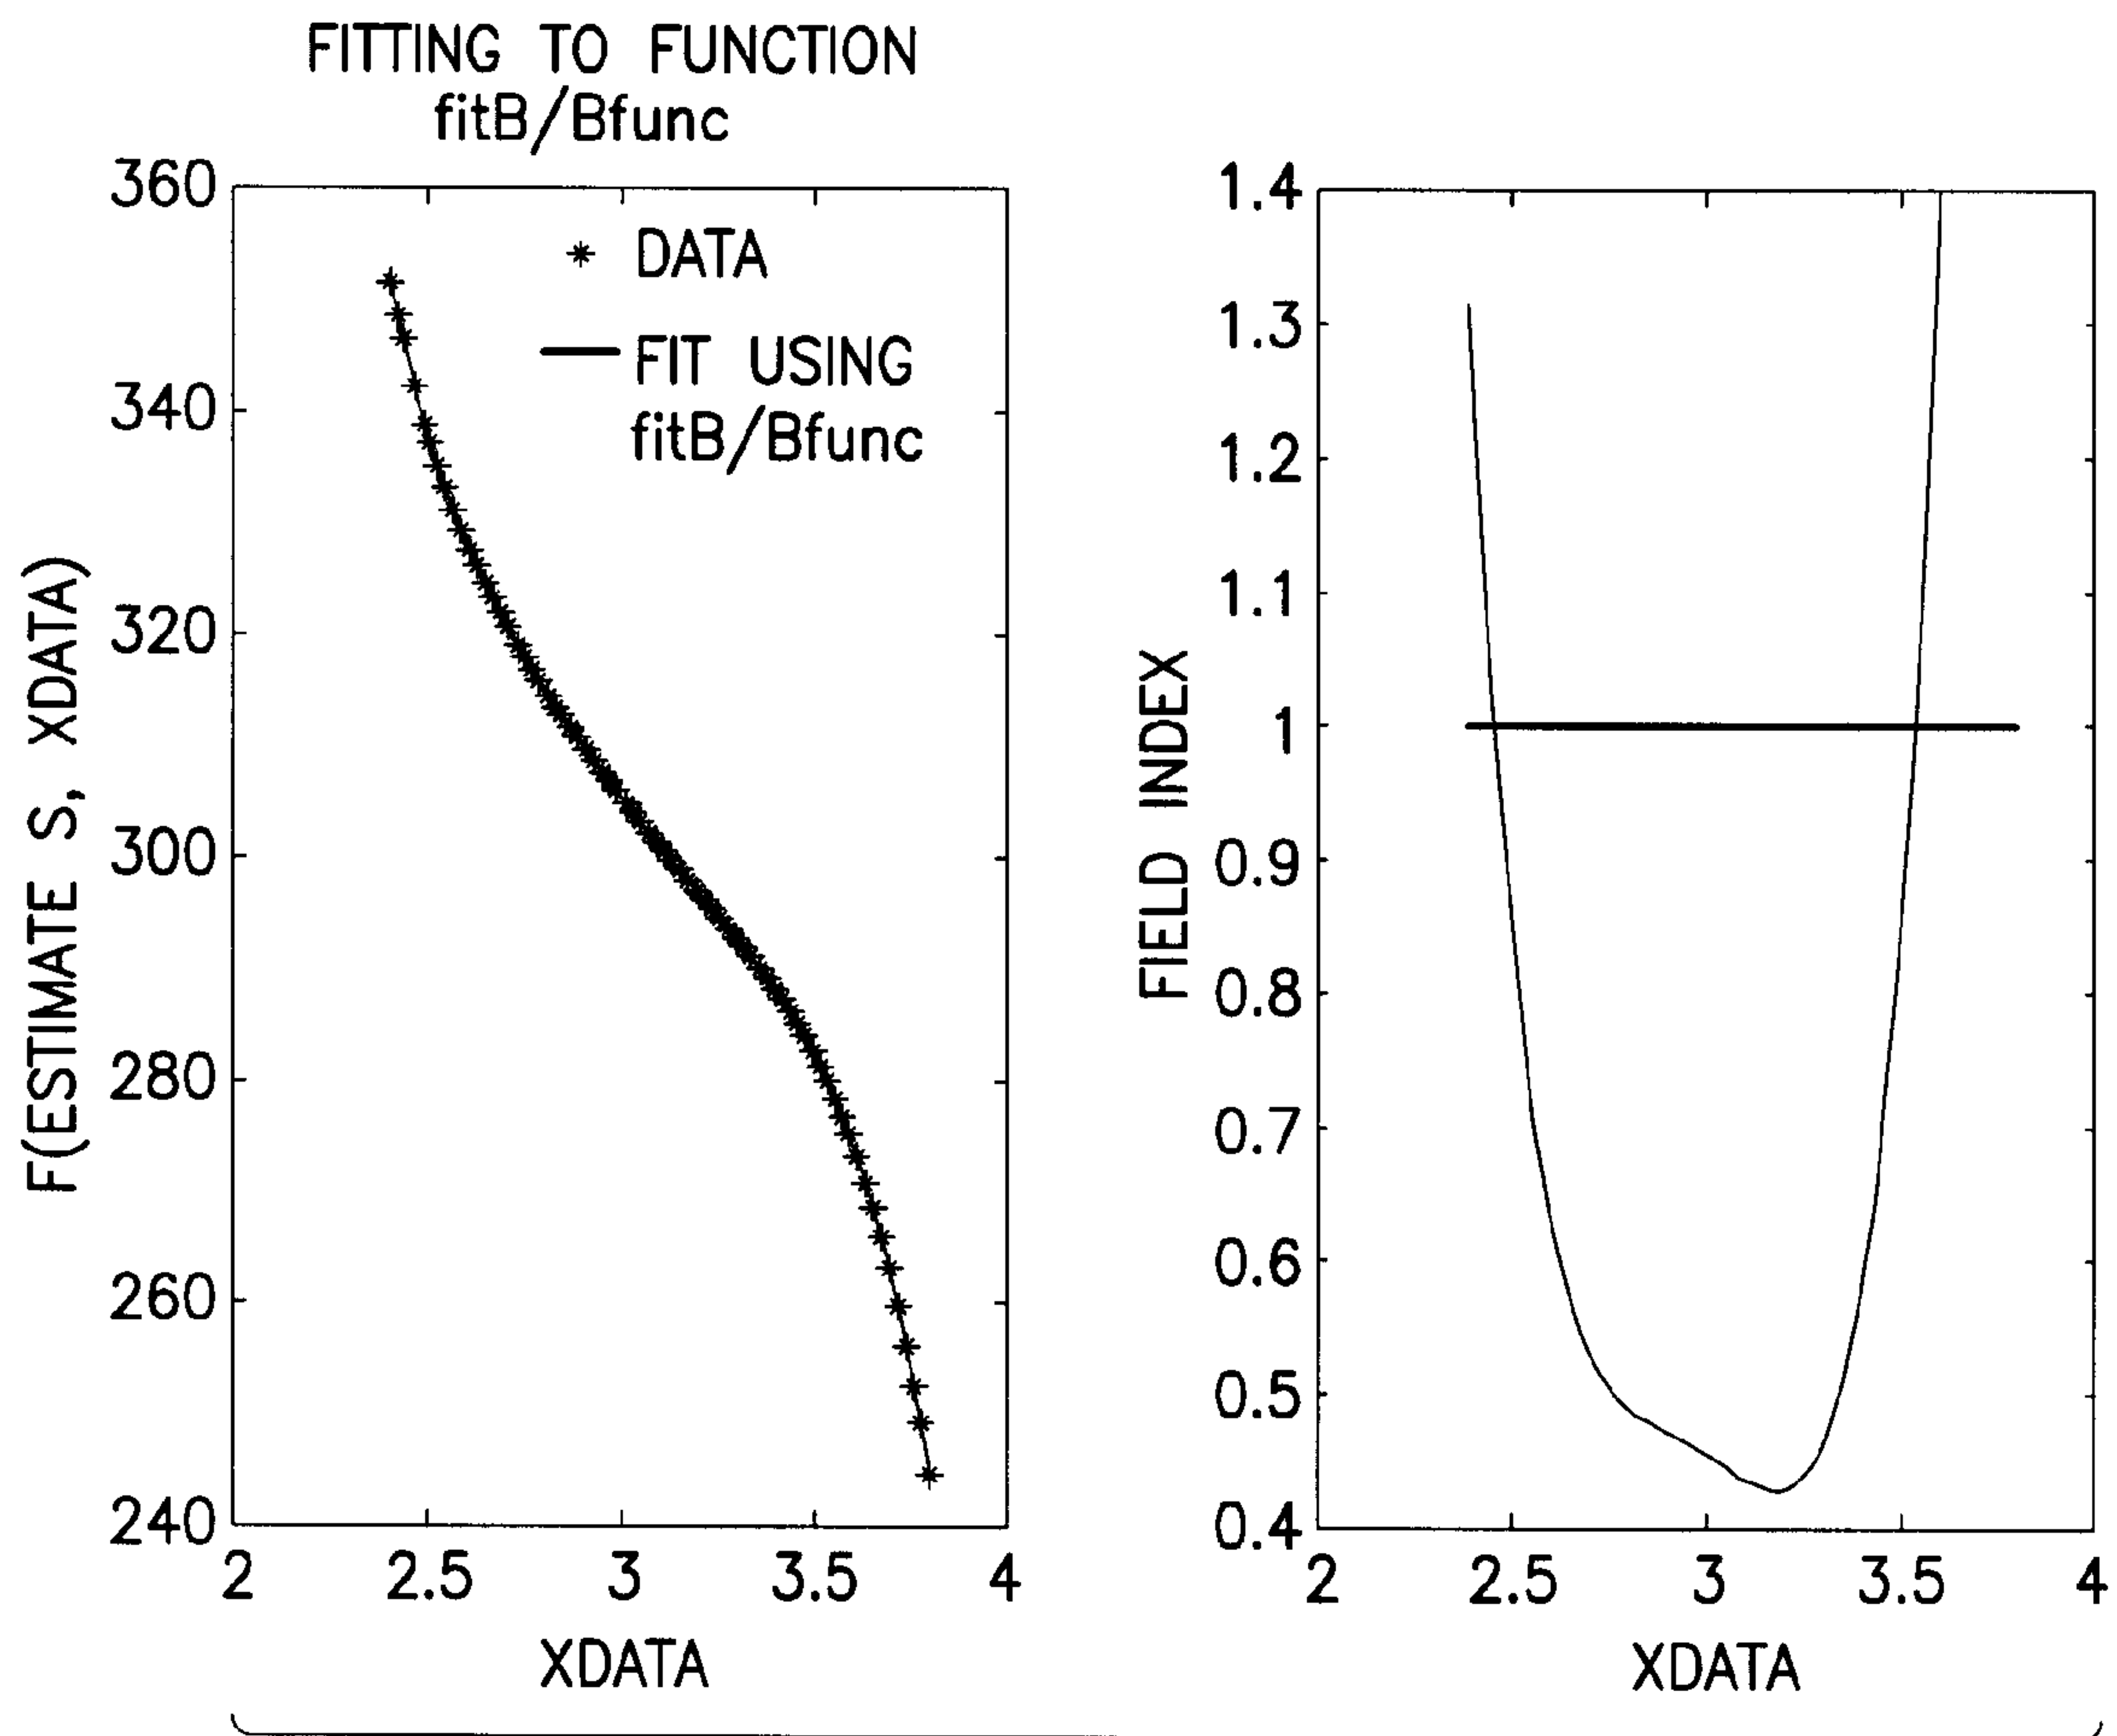 FITTING TO FUNCTION
fitB/Bfunc
360
340
320
300
280
260
240
F(ESTIMATE S, XDATA)
* DATA
FIT USING
fitB/Bfunc
2 2.5 3 3.5 4
XDATA
1.4
1.3
1.2
1.1
1
0.9
0.8
0.7
0.6
0.5
0.4
FIELD INDEX
2 2.5 3 3.5 4
XDATA